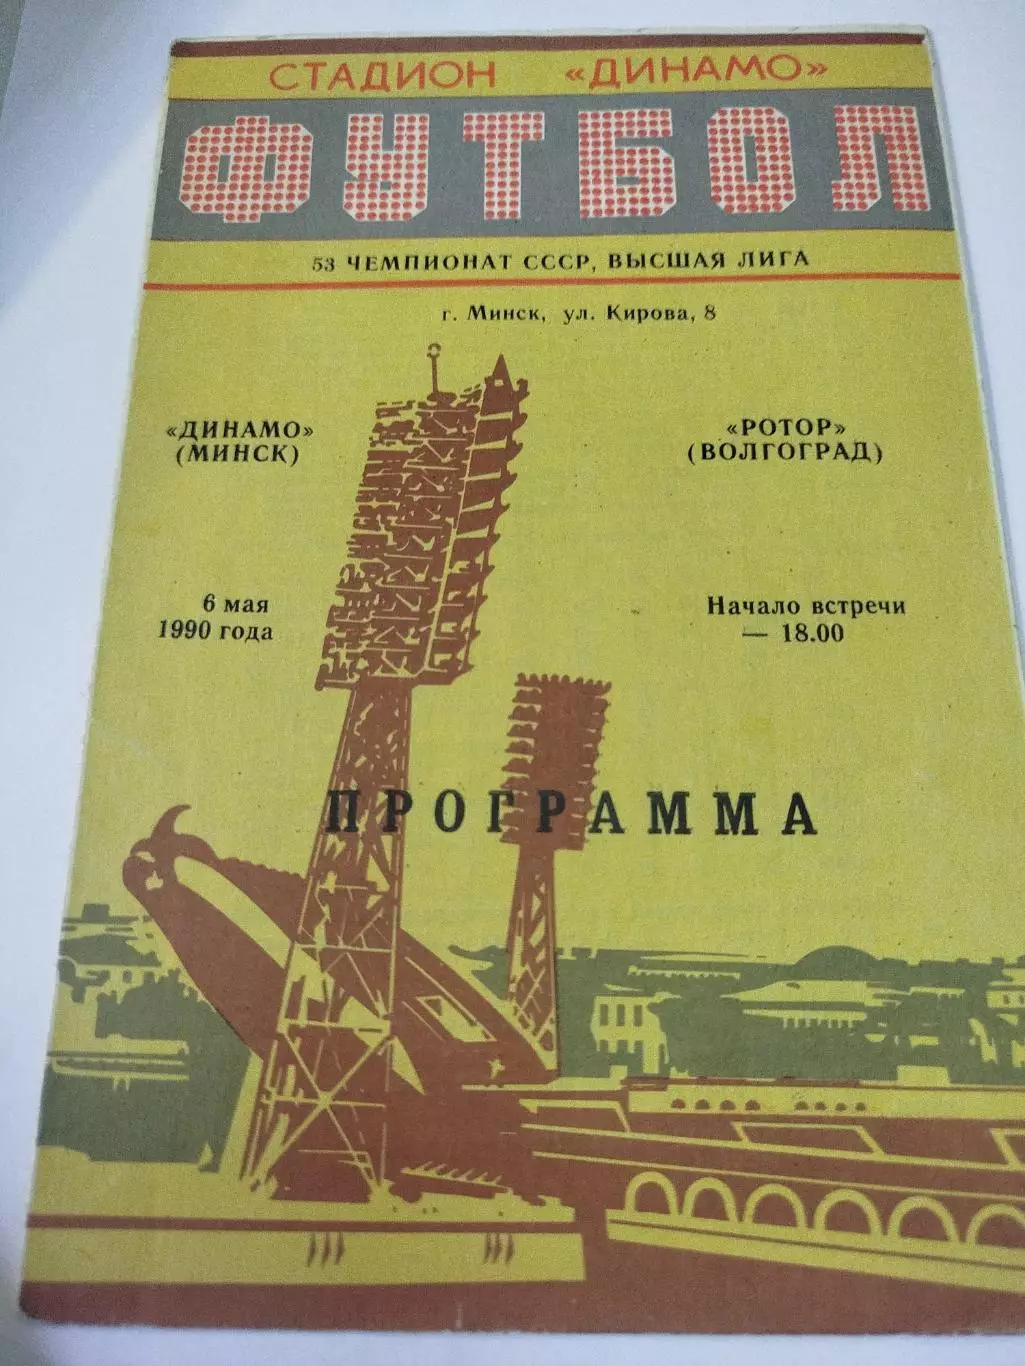 СТАДИОН «ДИНАМО»
ФУТБОЛ
53 ЧЕМПИОНАТ СССР, ВЫСШАЯ ЛИГА
г. Минск, ул. Кирова, 8
«ДИНАМО»
(МИНСК)
«РОТОР»
(ВОЛГОГРАД)
6 мая
1990 года
Начало встречи
— 18.00
ПРОГРАММА